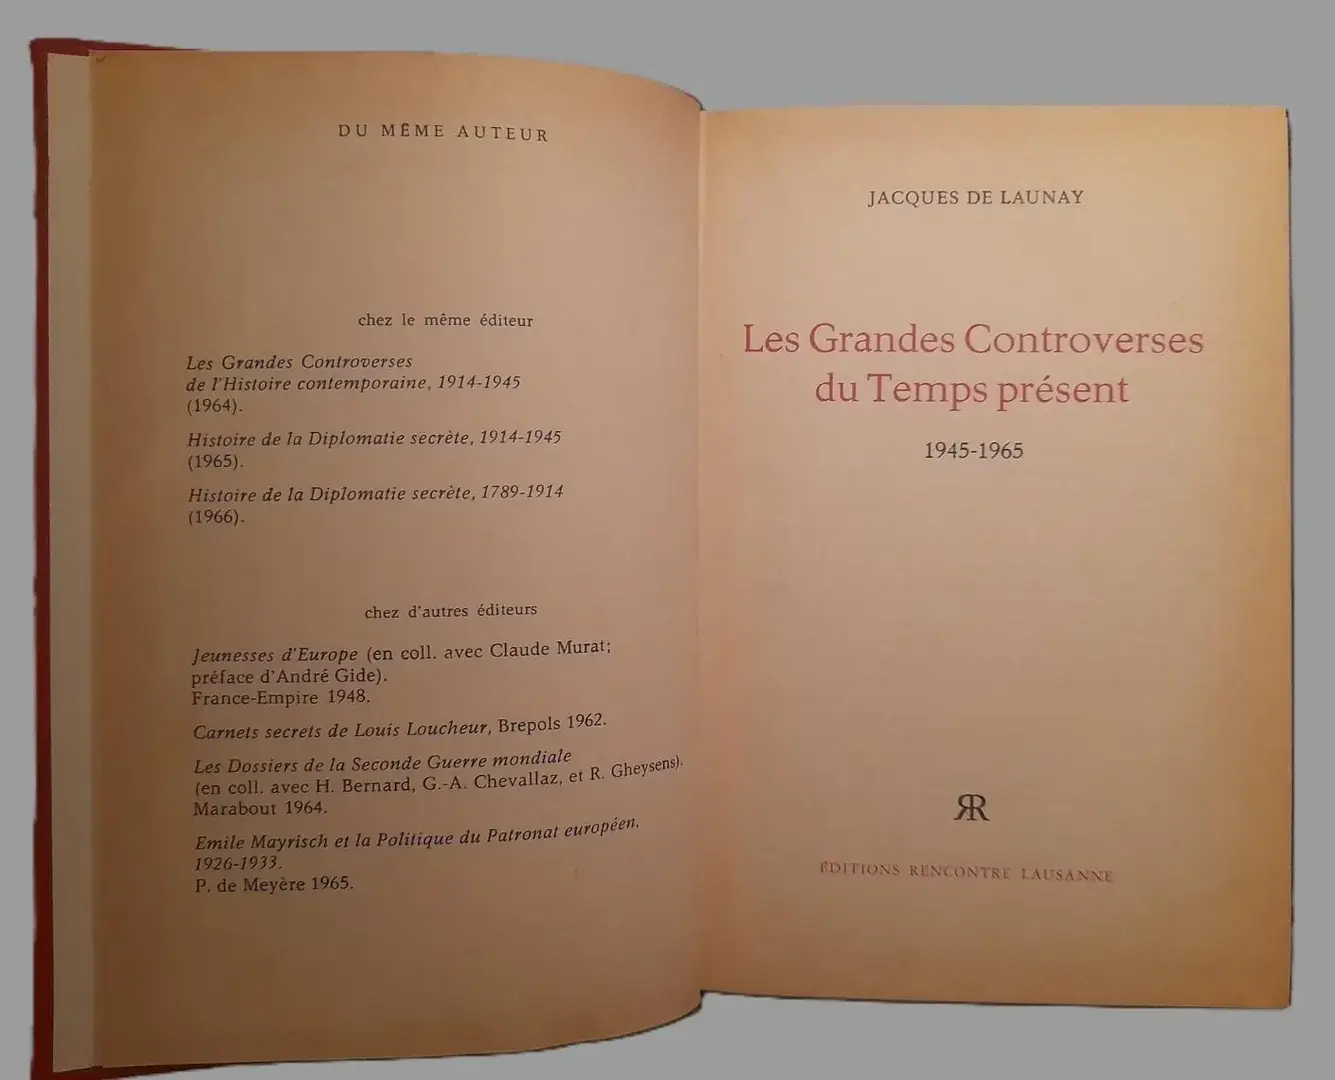 DU MÊME AUTEUR
chez le même éditeur
Les Grandes Controverses
de l'Histoire contemporaine, 1914-1945
(1964).
Histoire de la Diplomatie secrète, 1914-1945
(1965).
Histoire de la Diplomatie secrète, 1789-1914
(1966).
chez d'autres éditeurs
Jeunesses d'Europe (en coll. avec Claude Murat;
préface d'André Gide).
France-Empire 1948.
Carnets secrets de Louis Loucheur, Brepols 1962.
Les Dossiers de la Seconde Guerre mondiale
(en coll. avec H. Bernard, G.-A. Chevallaz, et R. Gheysens).
Marabout 1964.
Emile Mayrisch et la Politique du Patronat européen,
1926-1933.
P. de Meyère 1965.
JACQUES DE LAUNAY
Les Grandes Controverses
du Temps présent
1945-1965
RR
ÉDITIONS RENCONTRE LAUSANNE